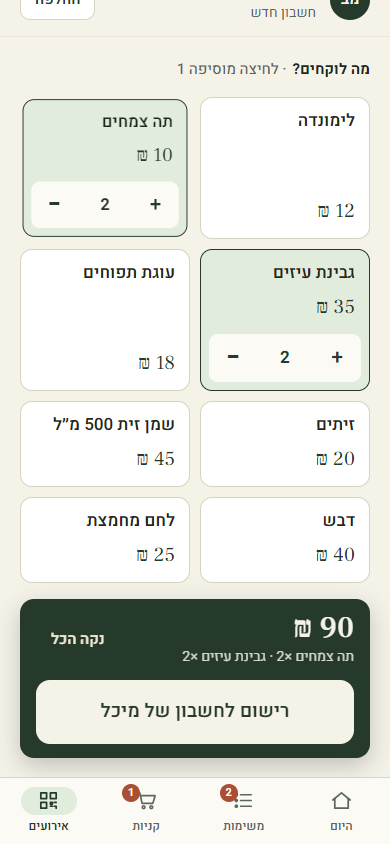 מב
חשבון חדש
החלפה
מה לוקחים? · לחיצה מוסיפה 1
לימונדה
12 ₪
תה צמחים
10 ₪
+ 2 −
גבינת עיזים
35 ₪
+ 2 −
עוגת תפוחים
18 ₪
זיתים
20 ₪
שמן זית 500 מ״ל
45 ₪
דבש
40 ₪
לחם מחמצת
25 ₪
90 ₪
תה צמחים ×2 · גבינת עיזים ×2
נקה הכל
רישום לחשבון של מיכל
היום
2
משימות
1
קניות
אירועים